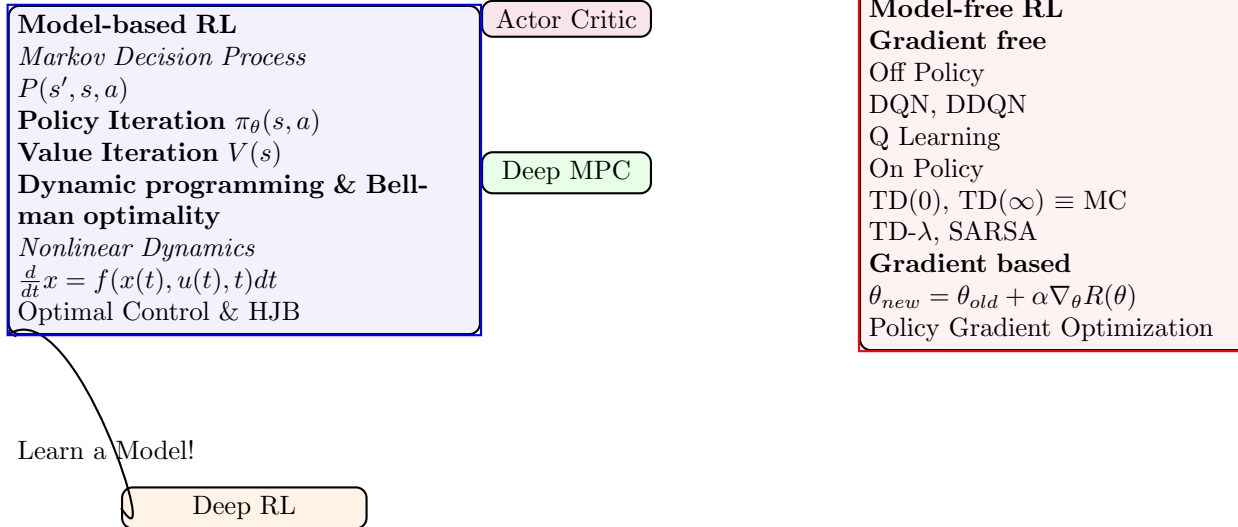 Model-based RL
Markov Decision Process
P(s′, s, a)
Policy Iteration π_θ(s, a)
Value Iteration V(s)
Dynamic programming & Bell-
man optimality
Nonlinear Dynamics
d/dt x = f(x(t), u(t), t)dt
Optimal Control & HJB
Actor Critic
Deep MPC
Model-free RL
Gradient free
Off Policy
DQN, DDQN
Q Learning
On Policy
TD(0), TD(∞) ≡ MC
TD-λ, SARSA
Gradient based
θ_new = θ_old + α∇_θR(θ)
Policy Gradient Optimization
Learn a Model!
Deep RL